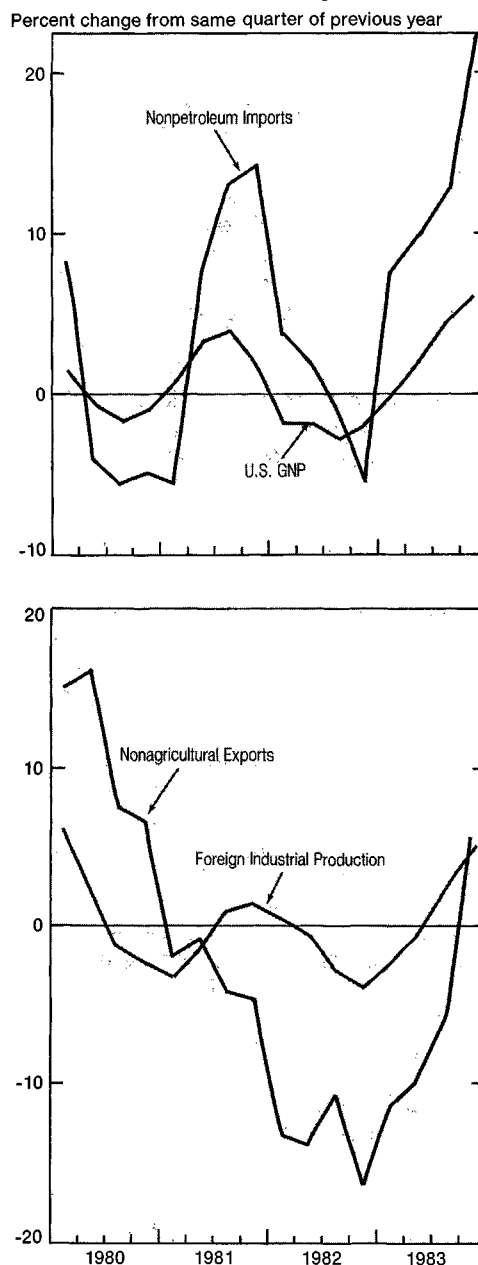 Percent change from same quarter of previous year
20
Nonpetroleum Imports
10
0
U.S. GNP
-10
20
Nonagricultural Exports
10
Foreign Industrial Production
0
-10
-20
1980 1981 1982 1983